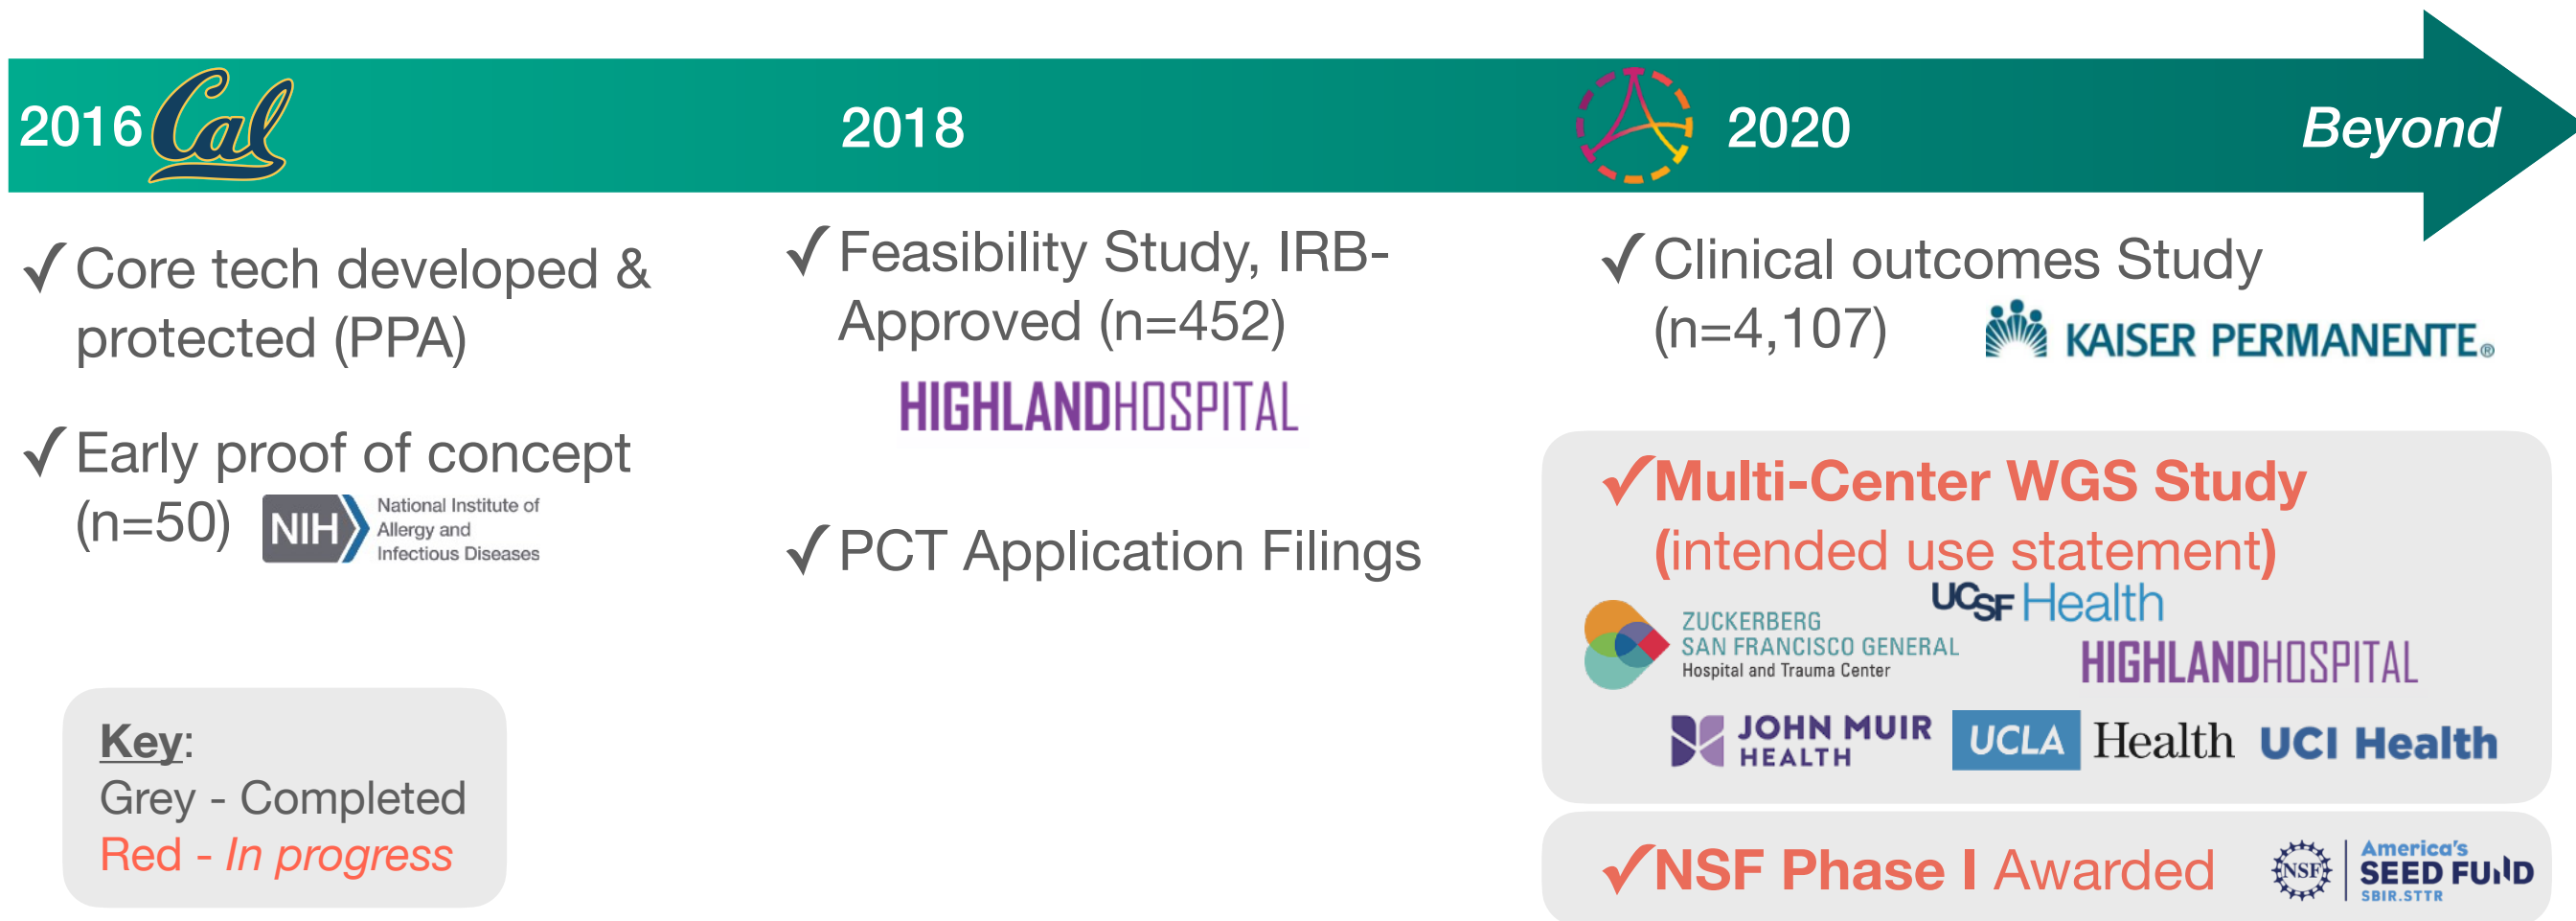 2016 Cal
2018
2020
Beyond
✓ Core tech developed &
protected (PPA)
✓ Early proof of concept
(n=50)
NIH
National Institute of
Allergy and
Infectious Diseases
Key:
Grey - Completed
Red - In progress
✓ Feasibility Study, IRB-
Approved (n=452)
HIGHLANDHOSPITAL
✓ PCT Application Filings
✓ Clinical outcomes Study
(n=4,107)
KAISER PERMANENTE®
✓ Multi-Center WGS Study
(intended use statement)
UCSF Health
ZUCKERBERG
SAN FRANCISCO GENERAL
Hospital and Trauma Center
HIGHLANDHOSPITAL
JOHN MUIR
HEALTH
UCLA Health
UCI Health
✓ NSF Phase I Awarded
NSF
America's
SEED FUND
SBIR.STTR